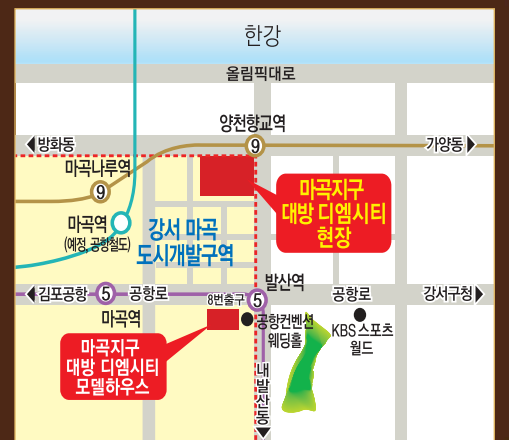 한강
올림픽대로
양천향교역
9
방화동
가양동
마곡나루역
9
마곡지구
대방 디엠시티
현장
마곡역
(예정, 공항철도)
강서 마곡
도시개발구역
발산역
김포공항
5
공항로
8번출구
5
공항로
강서구청
마곡역
공항컨벤션
웨딩홀
KBS 스포츠
월드
마곡지구
대방 디엠시티
모델하우스
내발산동